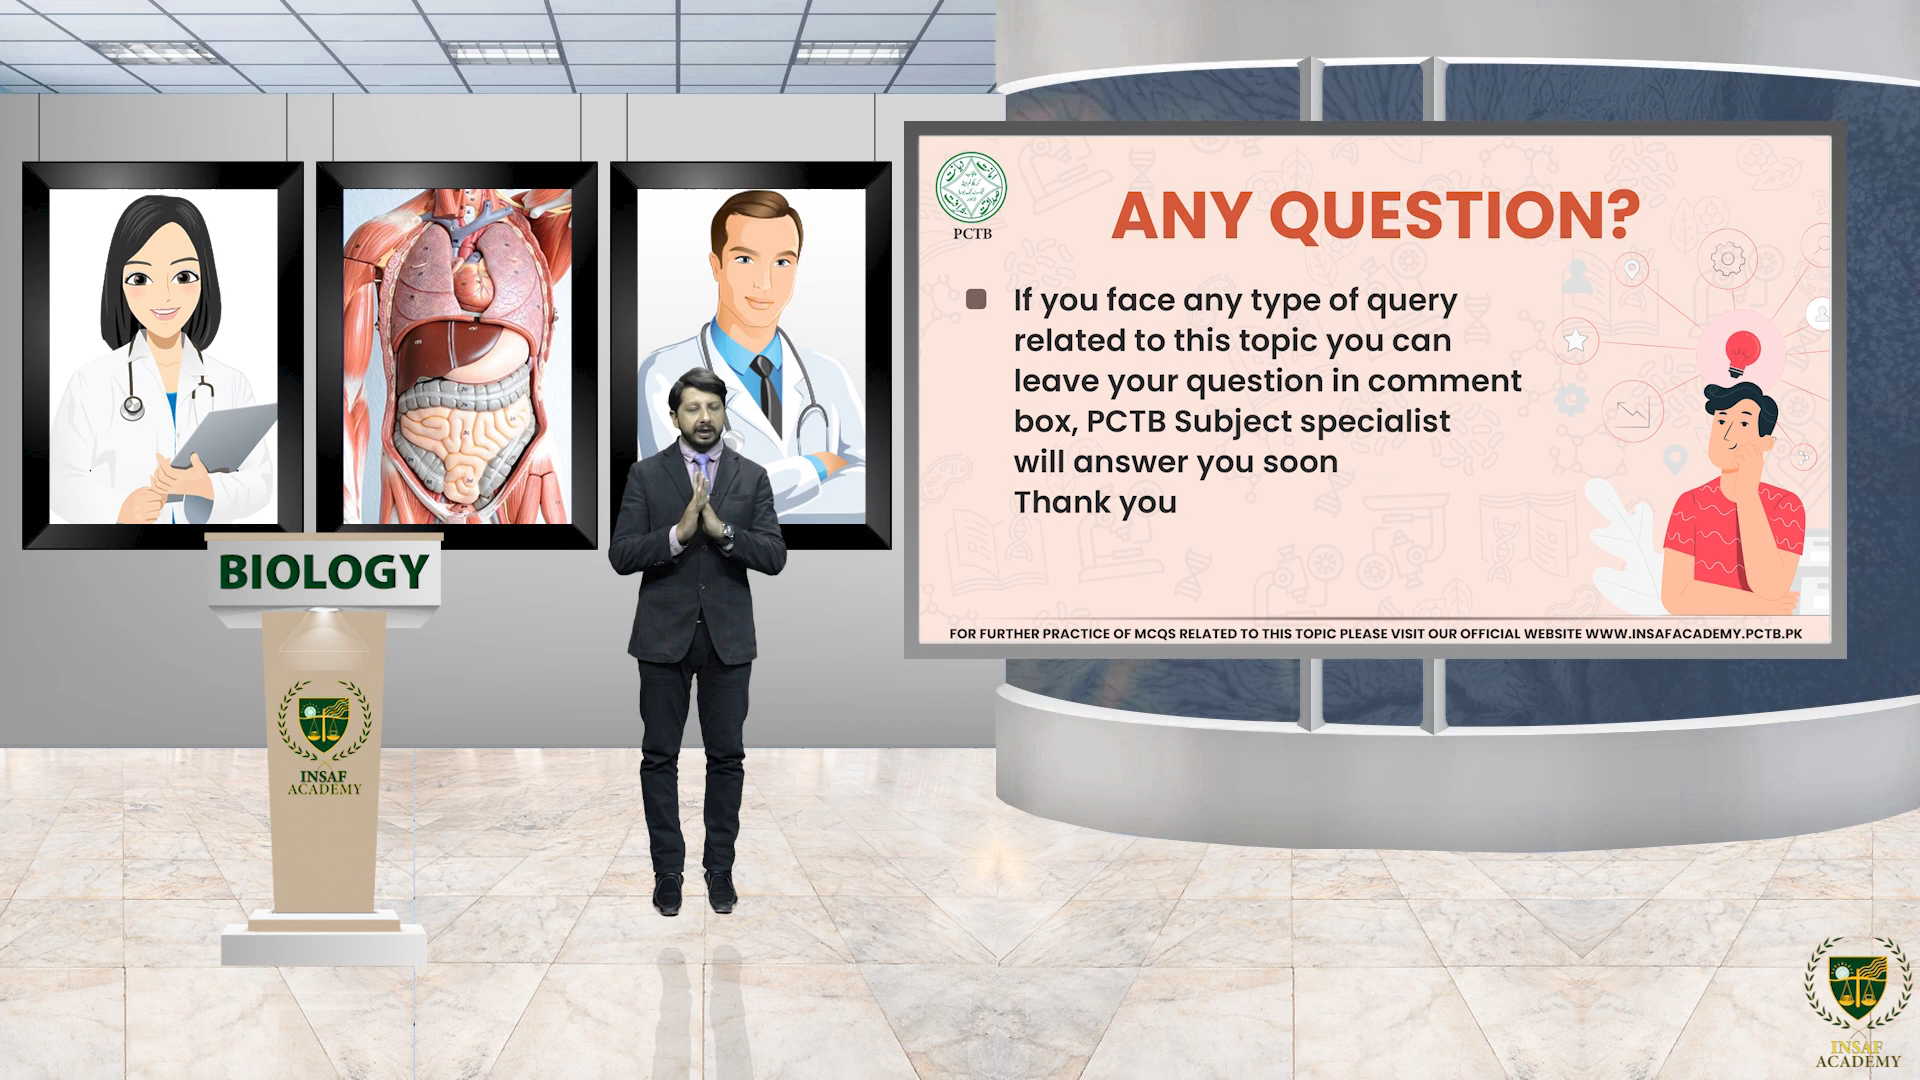 PCTB
ANY QUESTION?
If you face any type of query
related to this topic you can
leave your question in comment
box, PCTB Subject specialist
will answer you soon
Thank you
FOR FURTHER PRACTICE OF MCQS RELATED TO THIS TOPIC PLEASE VISIT OUR OFFICIAL WEBSITE WWW.INSAFACADEMY.PCTB.PK
BIOLOGY
INSAF
ACADEMY
INSAF
ACADEMY